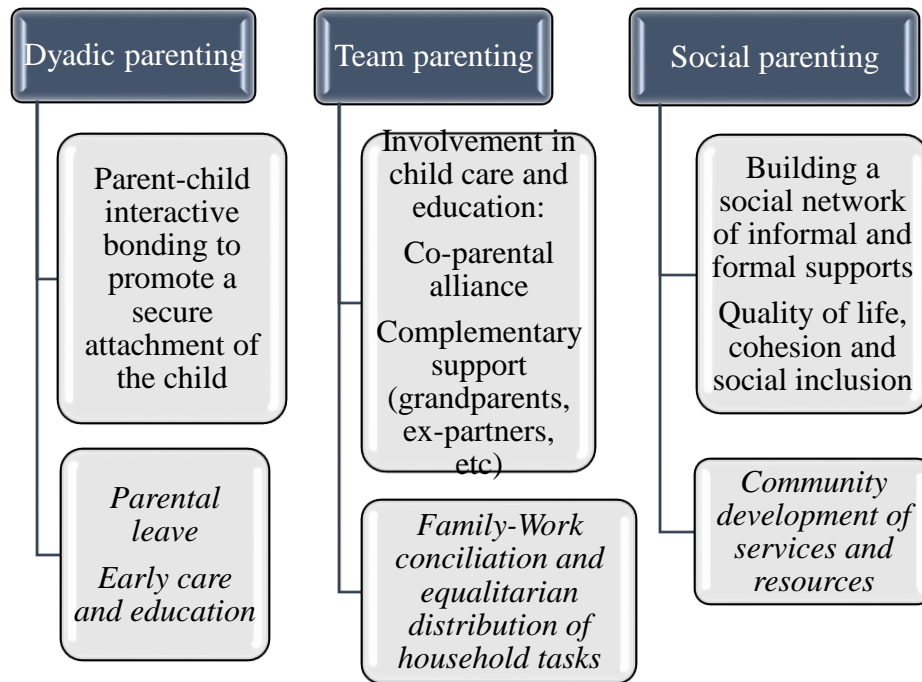 Dyadic parenting
Parent-child
interactive
bonding to
promote a
secure
attachment of
the child
Parental
leave
Early care
and education
Team parenting
Involvement in
child care and
education:
Co-parental
alliance
Complementary
support
(grandparents,
ex-partners,
etc)
Family-Work
conciliation and
equalitarian
distribution of
household tasks
Social parenting
Building a
social network
of informal and
formal supports
Quality of life,
cohesion and
social inclusion
Community
development of
services and
resources